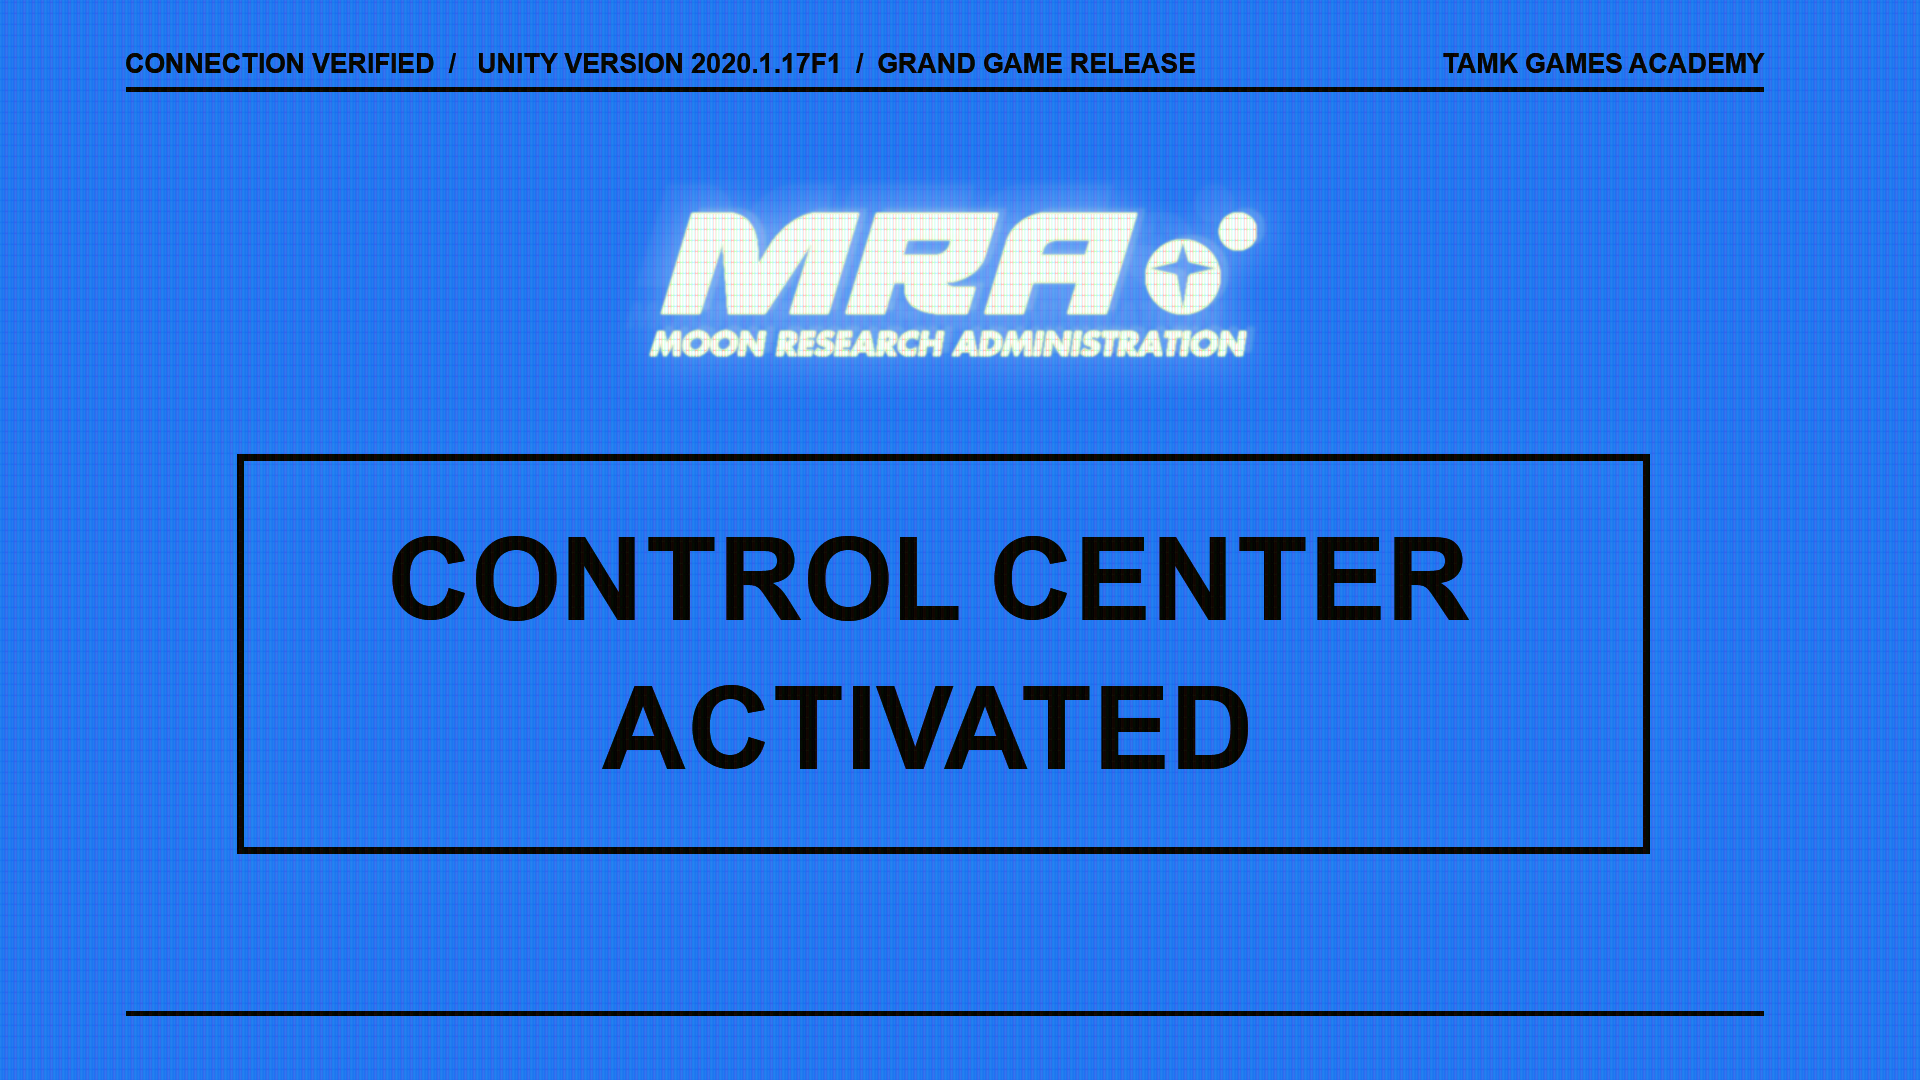 CONNECTION VERIFIED / UNITY VERSION 2020.1.17F1 / GRAND GAME RELEASE TAMK GAMES ACADEMY
MRA
MOON RESEARCH ADMINISTRATION
CONTROL CENTER
ACTIVATED